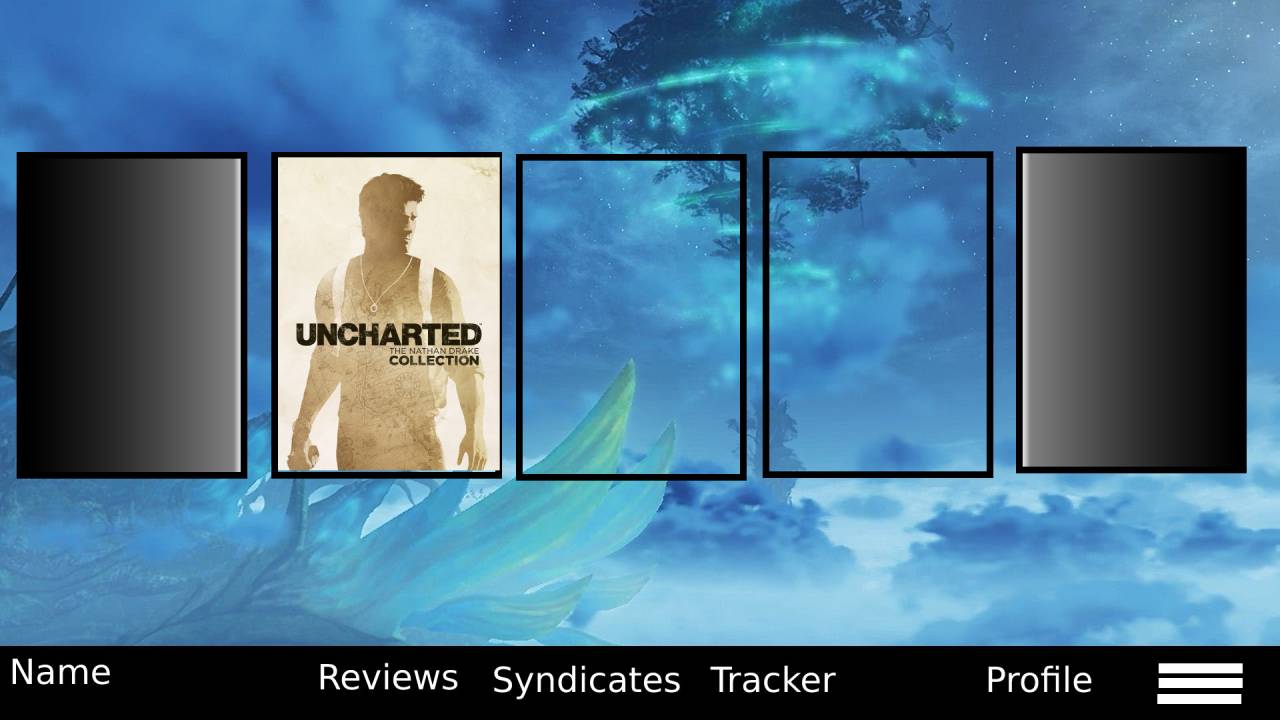 UNCHARTED
THE NATHAN DRAKE
COLLECTION
Name Reviews Syndicates Tracker Profile